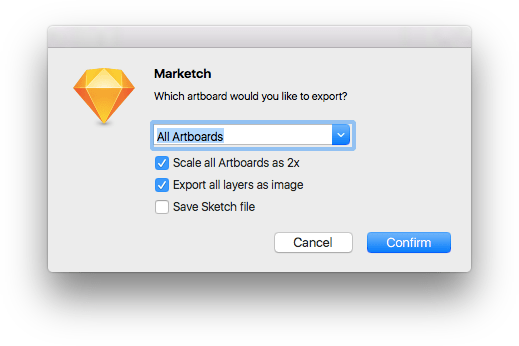 Marketch
Which artboard would you like to export?
All Artboards
Scale all Artboards as 2x
Export all layers as image
Save Sketch file
Cancel
Confirm